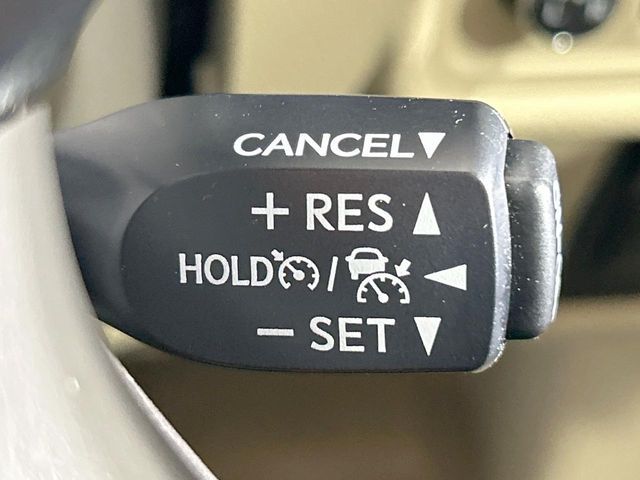 CANCEL▼
+ RES ▲
HOLD / ◀
− SET ▼